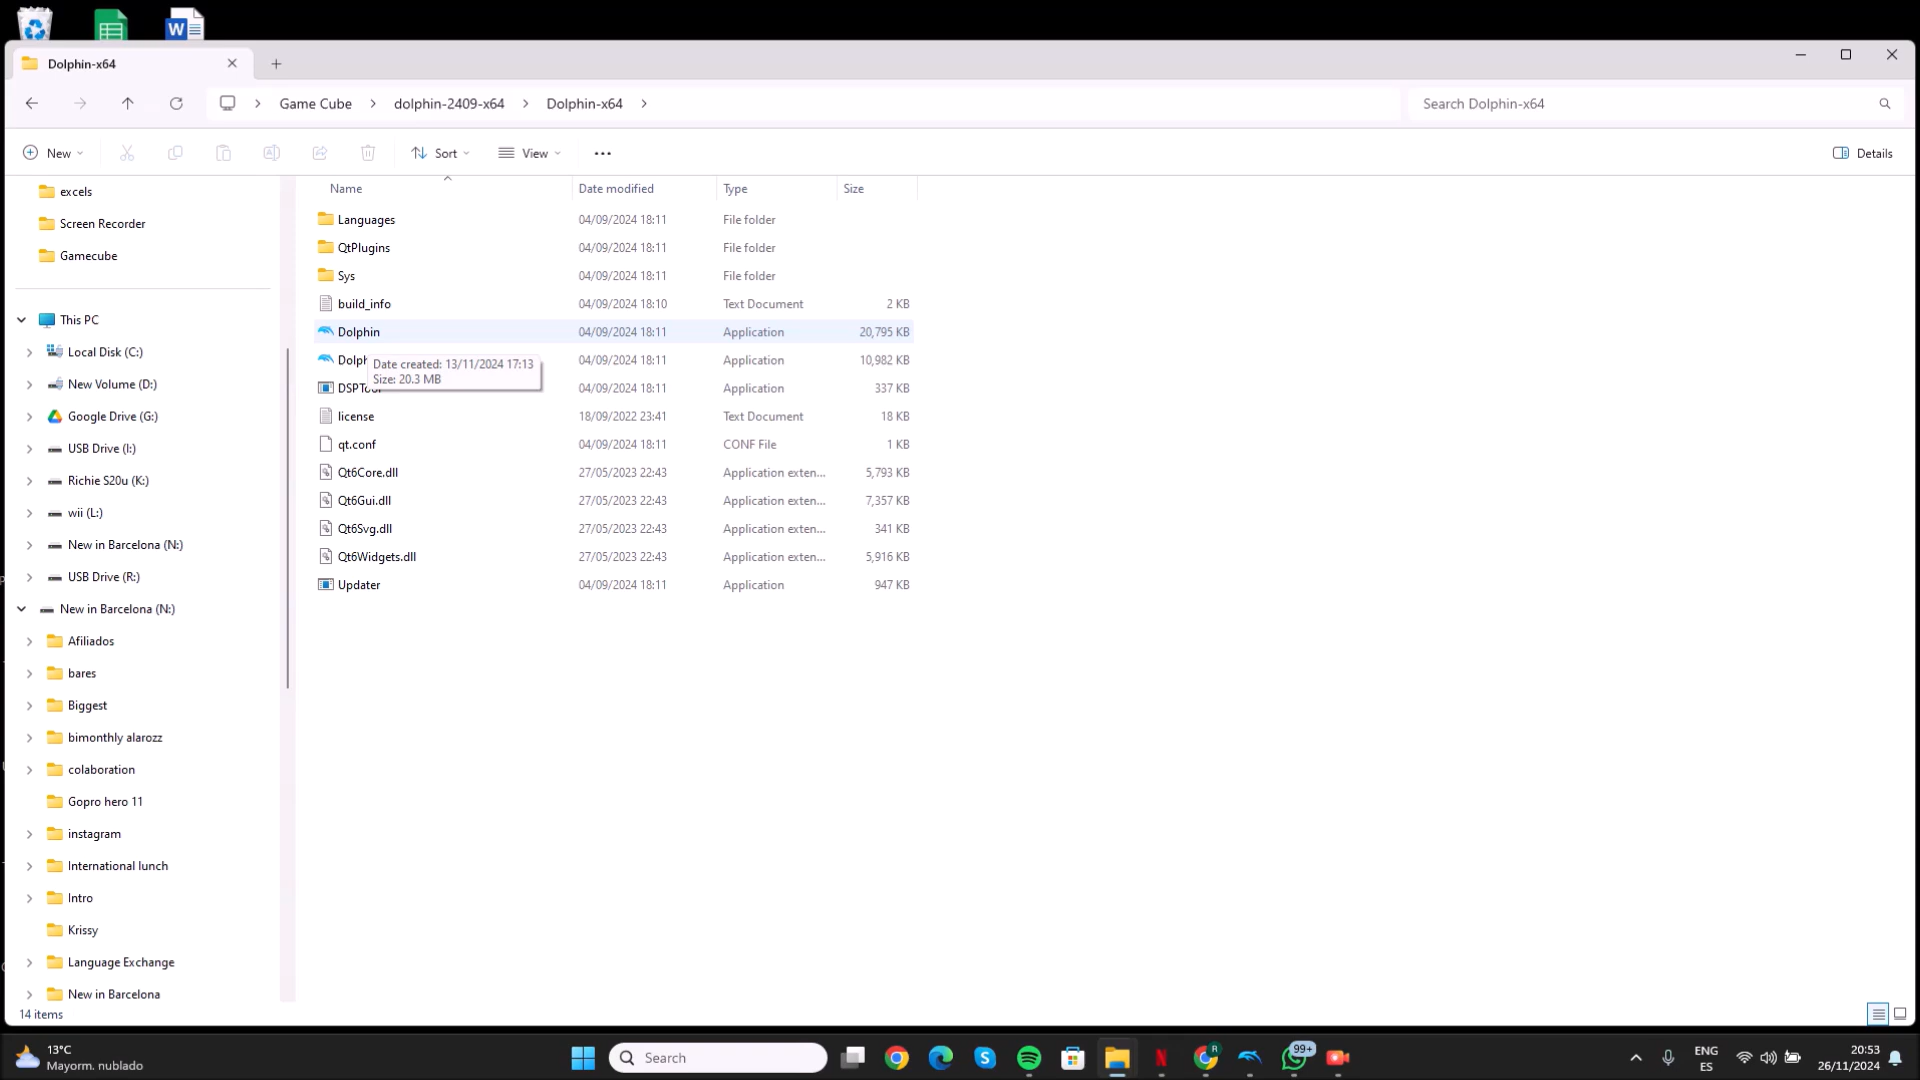 Dolphin-x64
Game Cube
dolphin-2409-x64
Dolphin-x64
Search Dolphin-x64
New
Sort
View
Details
Name
Date modified
Type
Size
excels
Screen Recorder
Gamecube
This PC
Local Disk (C:)
New Volume (D:)
Google Drive (G:)
USB Drive (I:)
Richie S20u (K:)
wii (L:)
New in Barcelona (N:)
USB Drive (R:)
New in Barcelona (N:)
Afiliados
bares
Biggest
bimonthly alarozz
colaboration
Gopro hero 11
instagram
International lunch
Intro
Krissy
Language Exchange
New in Barcelona
Languages 04/09/2024 18:11 File folder
QtPlugins 04/09/2024 18:11 File folder
Sys 04/09/2024 18:11 File folder
build_info 04/09/2024 18:10 Text Document 2 KB
Dolphin 04/09/2024 18:11 Application 20,795 KB
Dolph 04/09/2024 18:11 Application 10,982 KB
Date created: 13/11/2024 17:13
Size: 20.3 MB
04/09/2024 18:11 Application 337 KB
license 18/09/2022 23:41 Text Document 18 KB
qt.conf 04/09/2024 18:11 CONF File 1 KB
Qt6Core.dll 27/05/2023 22:43 Application exten... 5,793 KB
Qt6Gui.dll 27/05/2023 22:43 Application exten... 7,357 KB
Qt6Svg.dll 27/05/2023 22:43 Application exten... 341 KB
Qt6Widgets.dll 27/05/2023 22:43 Application exten... 5,916 KB
Updater 04/09/2024 18:11 Application 947 KB
14 items
13°C
Mayorm. nublado
Search
R
99+
ENG
ES
20:53
26/11/2024